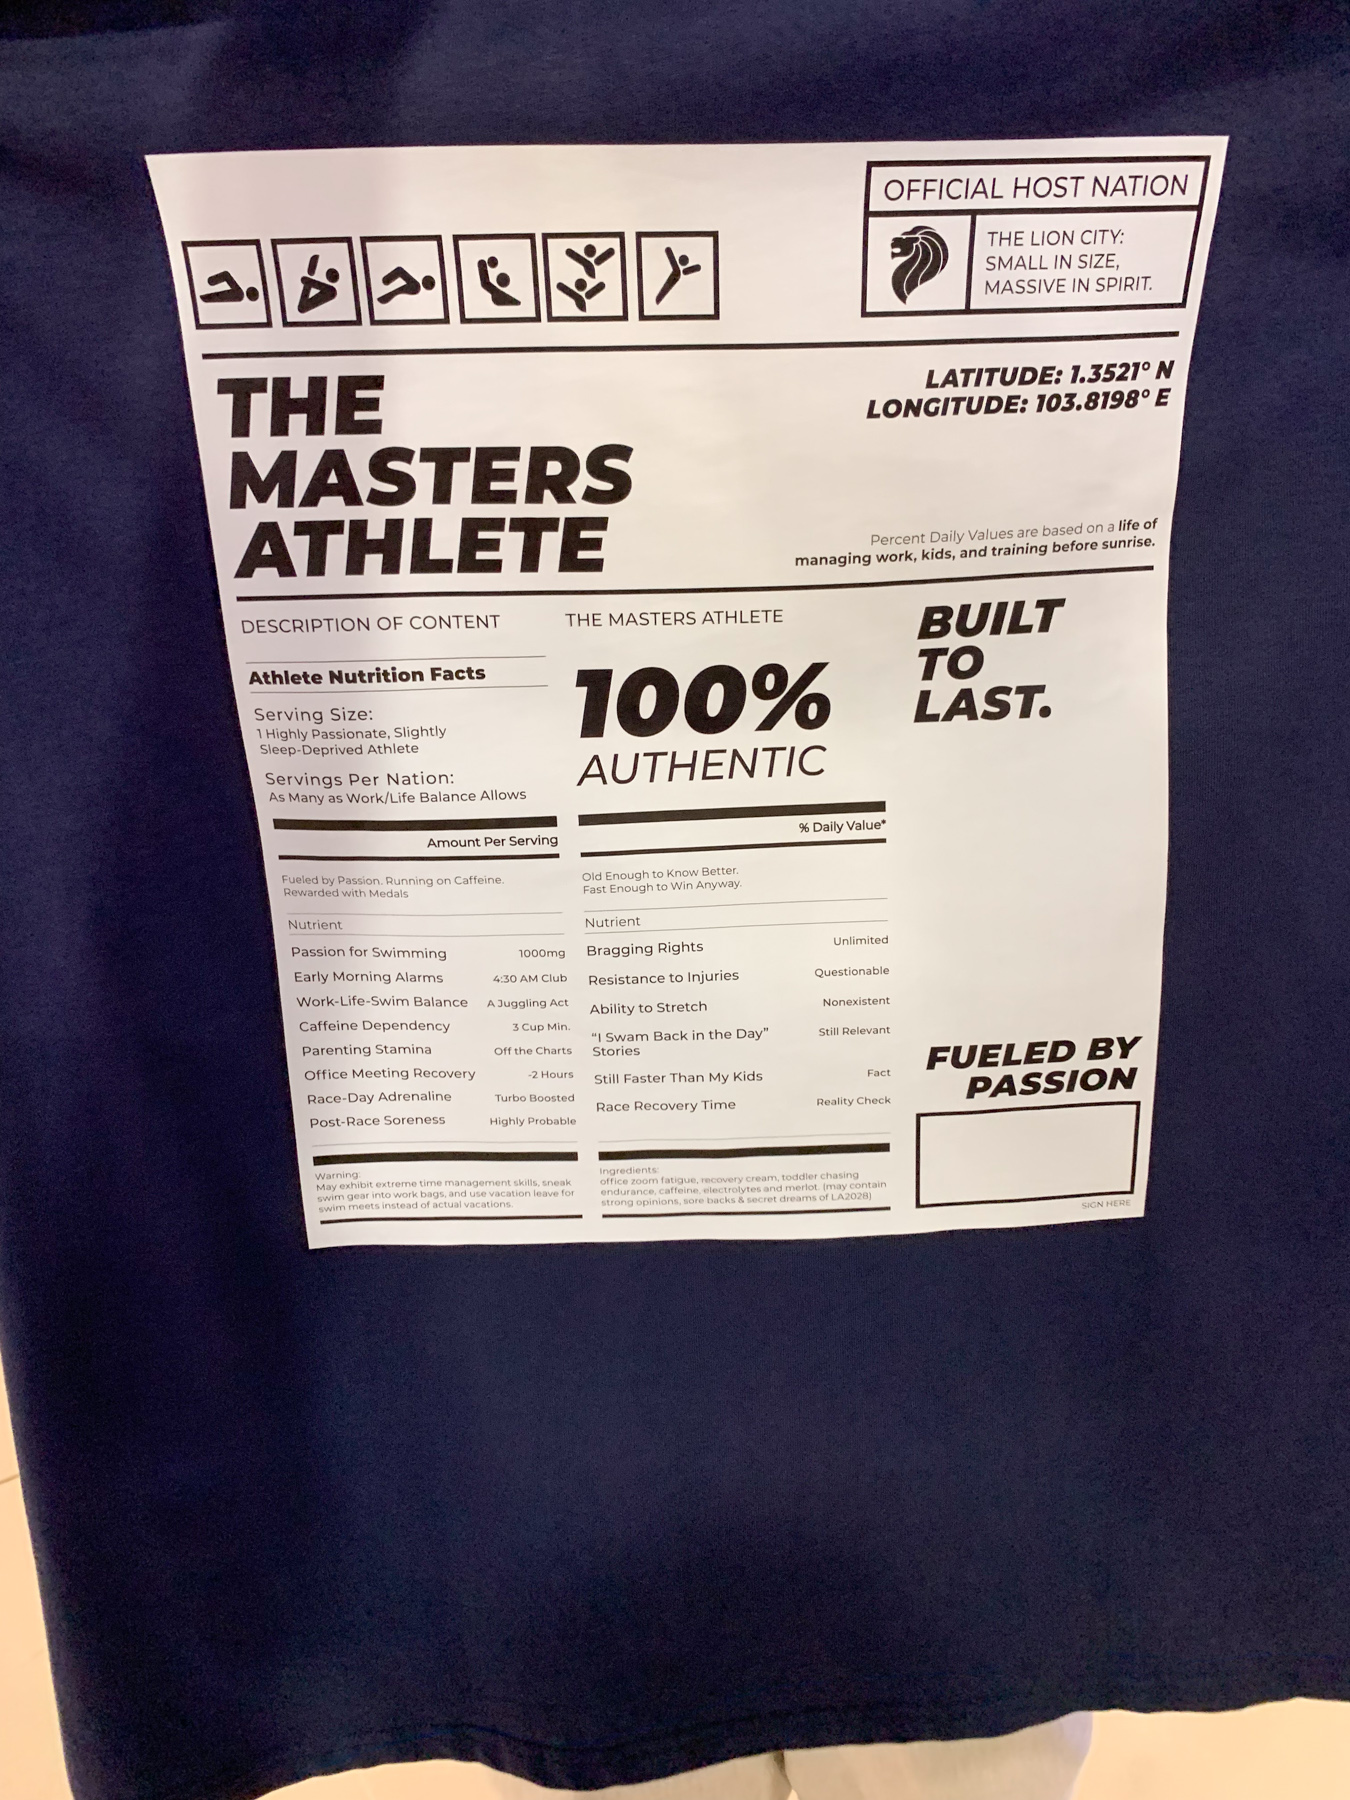 OFFICIAL HOST NATION
THE LION CITY:
SMALL IN SIZE,
MASSIVE IN SPIRIT.
THE
MASTERS
ATHLETE
LATITUDE: 1.3521° N
LONGITUDE: 103.8198° E
Percent Daily Values are based on a life of
managing work, kids, and training before sunrise.
DESCRIPTION OF CONTENT
Athlete Nutrition Facts
Serving Size:
1 Highly Passionate, Slightly
Sleep-Deprived Athlete
Servings Per Nation:
As Many as Work/Life Balance Allows
Amount Per Serving
Fueled by Passion. Running on Caffeine.
Rewarded with Medals
Nutrient
Passion for Swimming 1000mg
Early Morning Alarms 4:30 AM Club
Work-Life-Swim Balance A Juggling Act
Caffeine Dependency 3 Cup Min.
Parenting Stamina Off the Charts
Office Meeting Recovery -2 Hours
Race-Day Adrenaline Turbo Boosted
Post-Race Soreness Highly Probable
Warning:
May exhibit extreme time management skills, sneak
swim gear into work bags, and use vacation leave for
swim meets instead of actual vacations.
THE MASTERS ATHLETE
100%
AUTHENTIC
% Daily Value*
Old Enough to Know Better.
Fast Enough to Win Anyway.
Nutrient
Bragging Rights Unlimited
Resistance to Injuries Questionable
Ability to Stretch Nonexistent
“I Swam Back in the Day” Still Relevant
Stories
Still Faster Than My Kids Fact
Race Recovery Time Reality Check
Ingredients:
office zoom fatigue, recovery cream, toddler chasing
endurance, caffeine, electrolytes and merlot. (may contain
strong opinions, sore backs & secret dreams of LA2028)
BUILT
TO
LAST.
FUELED BY
PASSION
SIGN HERE